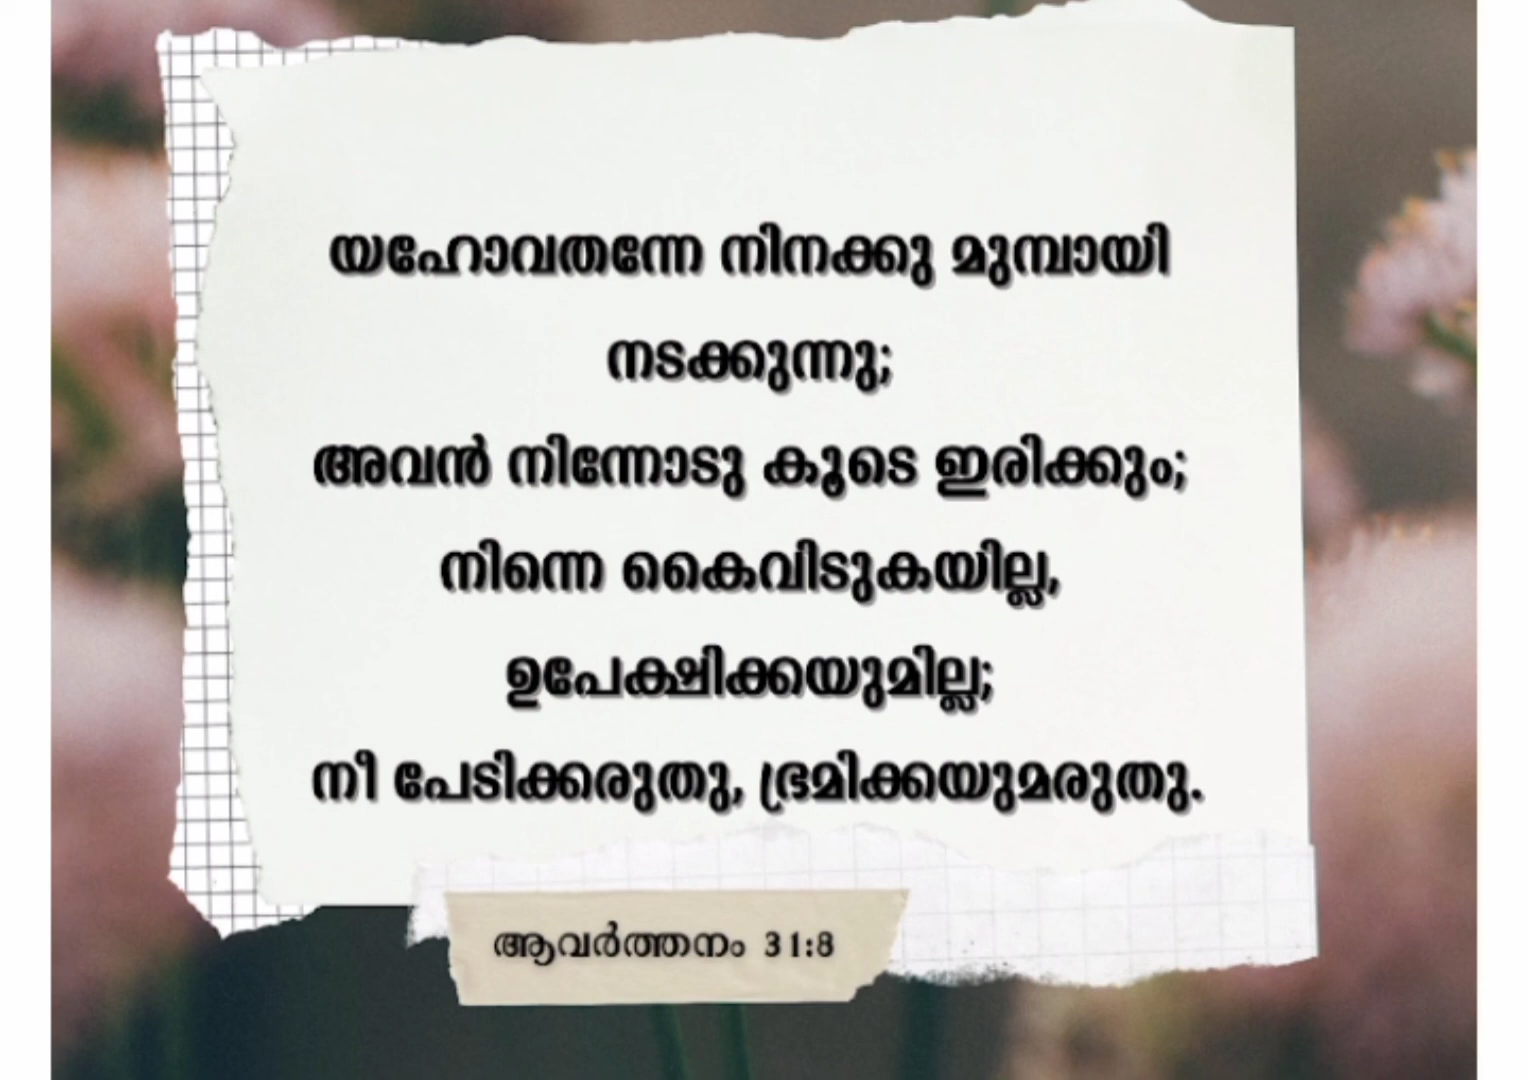 യഹോവതന്നേ നിനക്കു മുമ്പായി
നടക്കുന്നു;
അവൻ നിന്നോടു കൂടെ ഇരിക്കും;
നിന്നെ കൈവിടുകയില്ല,
ഉപേക്ഷിക്കയുമില്ല;
നീ പേടിക്കരുതു, ഭ്രമിക്കയുമരുതു.
ആവർത്തനം 31:8